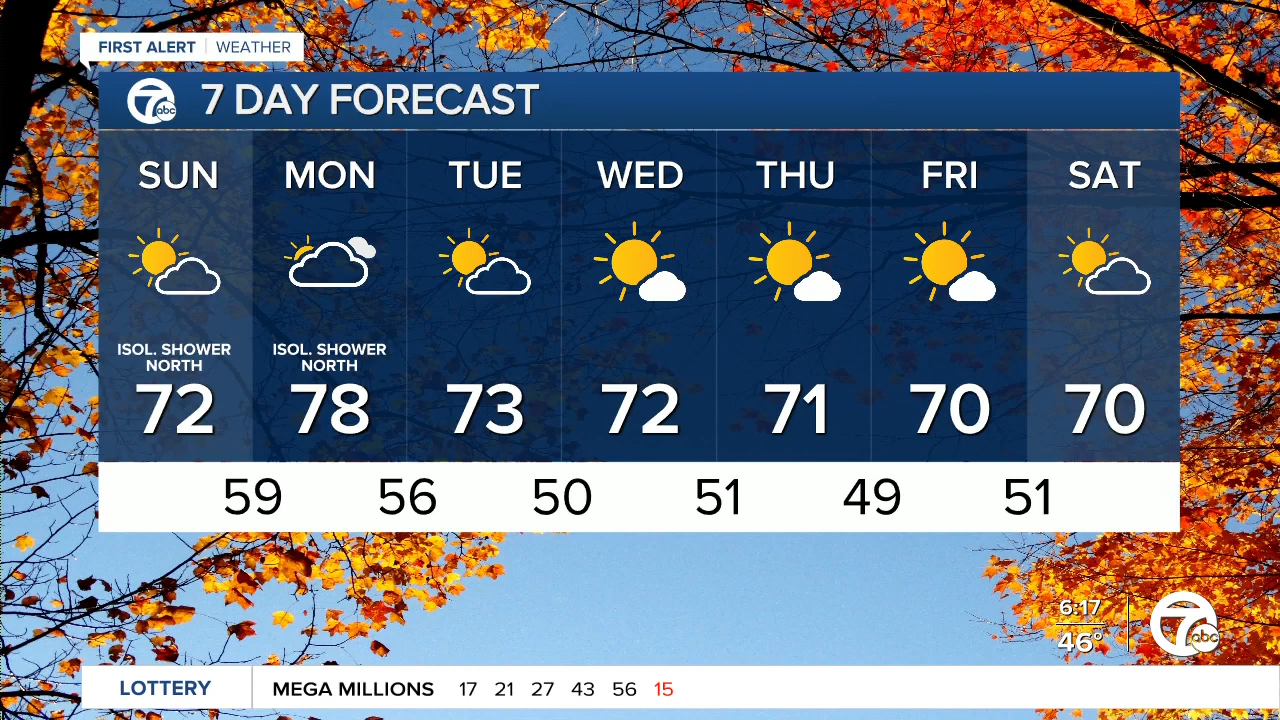 FIRST ALERT | WEATHER
7 abc 7 DAY FORECAST
SUN MON TUE WED THU FRI SAT
ISOL. SHOWER NORTH ISOL. SHOWER NORTH
72 78 73 72 71 70 70
59 56 50 51 49 51
6:17
46°
7 abc
LOTTERY MEGA MILLIONS 17 21 27 43 56 15